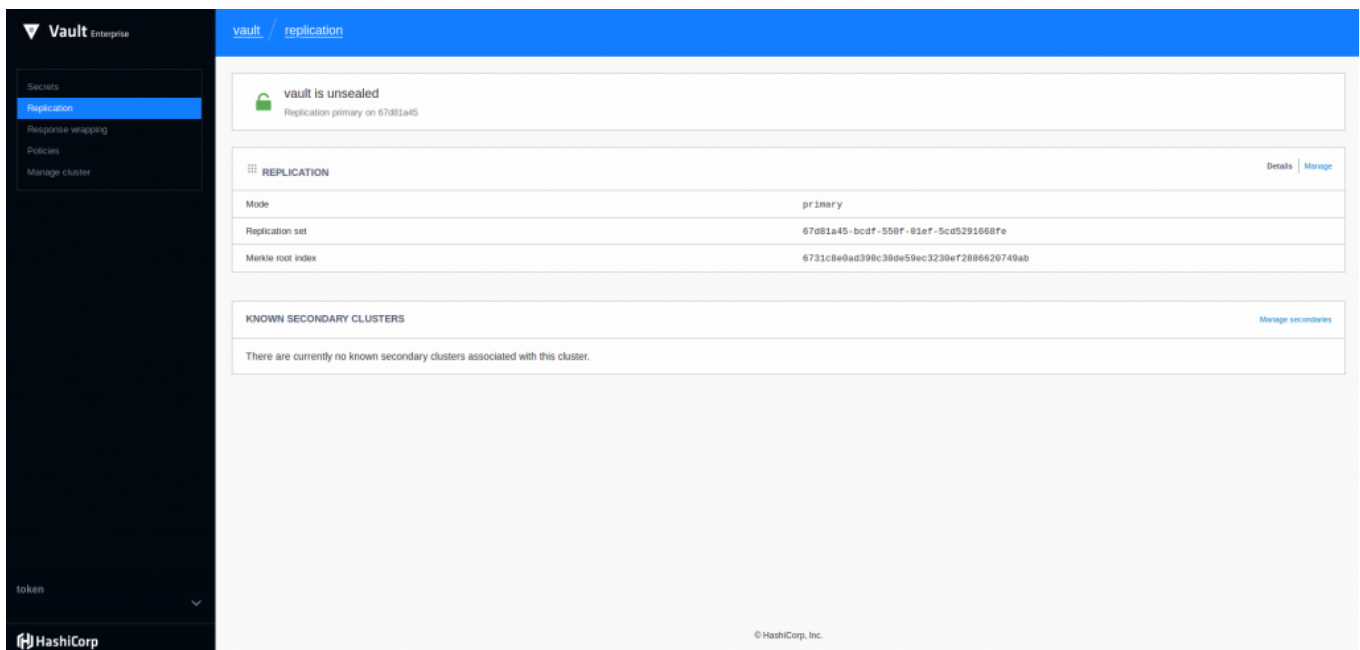 Vault Enterprise
vault / replication
Secrets
Replication
Response wrapping
Policies
Manage cluster
vault is unsealed
Replication primary on 67d81a45
REPLICATION
Details | Manage
Mode primary
Replication set 67d81a45-bcdf-550f-81ef-5cd5291668fe
Merkle root index 6731c8e0ad390c30de59ec3230ef2886620749ab
KNOWN SECONDARY CLUSTERS
Manage secondaries
There are currently no known secondary clusters associated with this cluster.
token
HashiCorp
© HashiCorp, Inc.